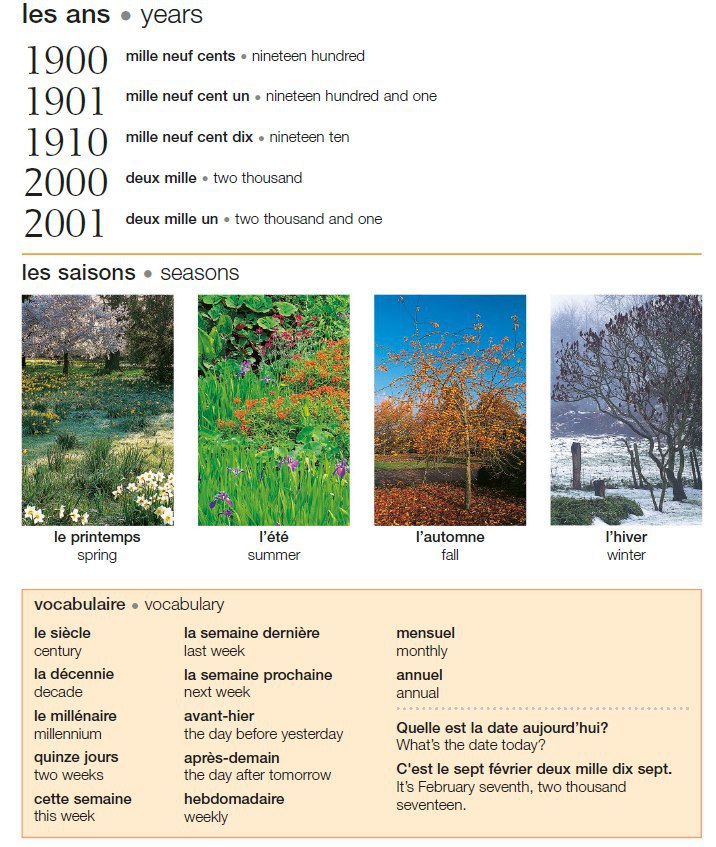 les ans • years
1900 mille neuf cents • nineteen hundred
1901 mille neuf cent un • nineteen hundred and one
1910 mille neuf cent dix • nineteen ten
2000 deux mille • two thousand
2001 deux mille un • two thousand and one
les saisons • seasons
le printemps
spring
l’été
summer
l’automne
fall
l’hiver
winter
vocabulaire • vocabulary
le siècle
century
la décennie
decade
le millénaire
millennium
quinze jours
two weeks
cette semaine
this week
la semaine dernière
last week
la semaine prochaine
next week
avant-hier
the day before yesterday
après-demain
the day after tomorrow
hebdomadaire
weekly
mensuel
monthly
annuel
annual
Quelle est la date aujourd’hui?
What’s the date today?
C'est le sept février deux mille dix sept.
It’s February seventh, two thousand
seventeen.